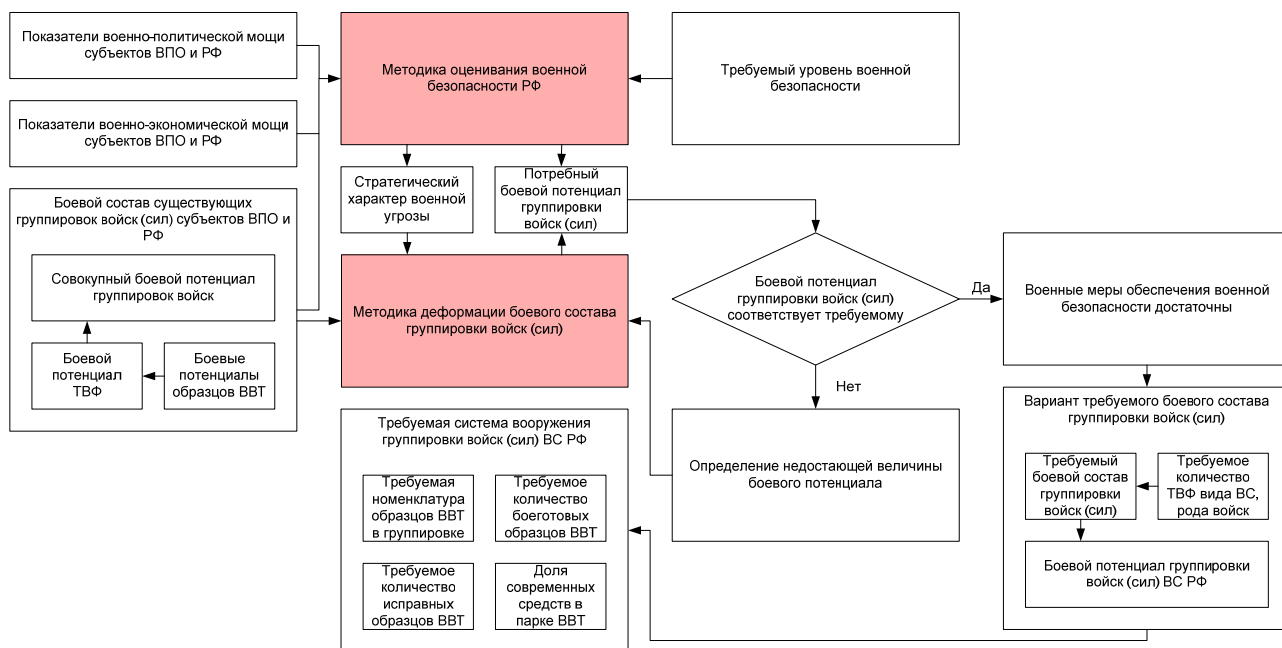 Показатели военно-политической мощи
субъектов ВПО и РФ
Показатели военно-экономической мощи
субъектов ВПО и РФ
Боевой состав существующих
группировок войск (сил) субъектов ВПО и
РФ
Совокупный боевой потенциал
группировок войск
Боевой
потенциал
ТВФ
Боевые
потенциалы
образцов ВВТ
Методика оценивания военной
безопасности РФ
Требуемый уровень военной
безопасности
Стратегический
характер военной
угрозы
Потребный
боевой потенциал
группировки
войск (сил)
Методика деформации боевого состава
группировки войск (сил)
Боевой потенциал
группировки войск (сил)
соответствует требуемому
Да
Нет
Военные меры обеспечения военной
безопасности достаточны
Определение недостающей величины
боевого потенциала
Требуемая система вооружения
группировки войск (сил) ВС РФ
Требуемая
номенклатура
образцов ВВТ
в группировке
Требуемое
количество
боеготовых
образцов ВВТ
Требуемое
количество
исправных
образцов ВВТ
Доля
современных
средств в
парке ВВТ
Вариант требуемого боевого состава
группировки войск (сил)
Требуемый
боевой состав
группировки
войск (сил)
Требуемое
количество
ТВФ вида ВС,
рода войск
Боевой потенциал группировки
войск (сил) ВС РФ